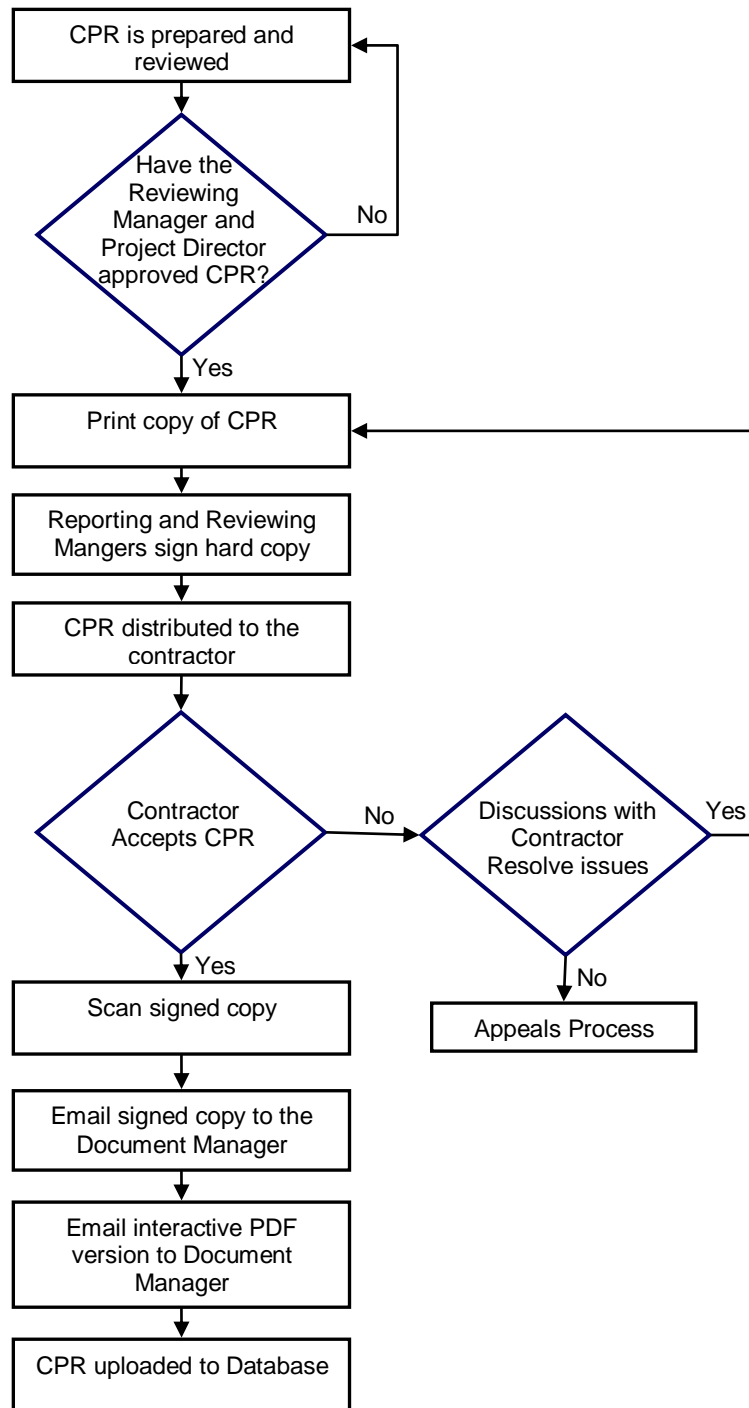 CPR is prepared and
reviewed
Have the
Reviewing
Manager and
Project Director
approved CPR?
No
Yes
Print copy of CPR
Reporting and Reviewing
Mangers sign hard copy
CPR distributed to the
contractor
Contractor
Accepts CPR
No
Discussions with
Contractor
Resolve issues
Yes
Yes
No
Scan signed copy
Appeals Process
Email signed copy to the
Document Manager
Email interactive PDF
version to Document
Manager
CPR uploaded to Database